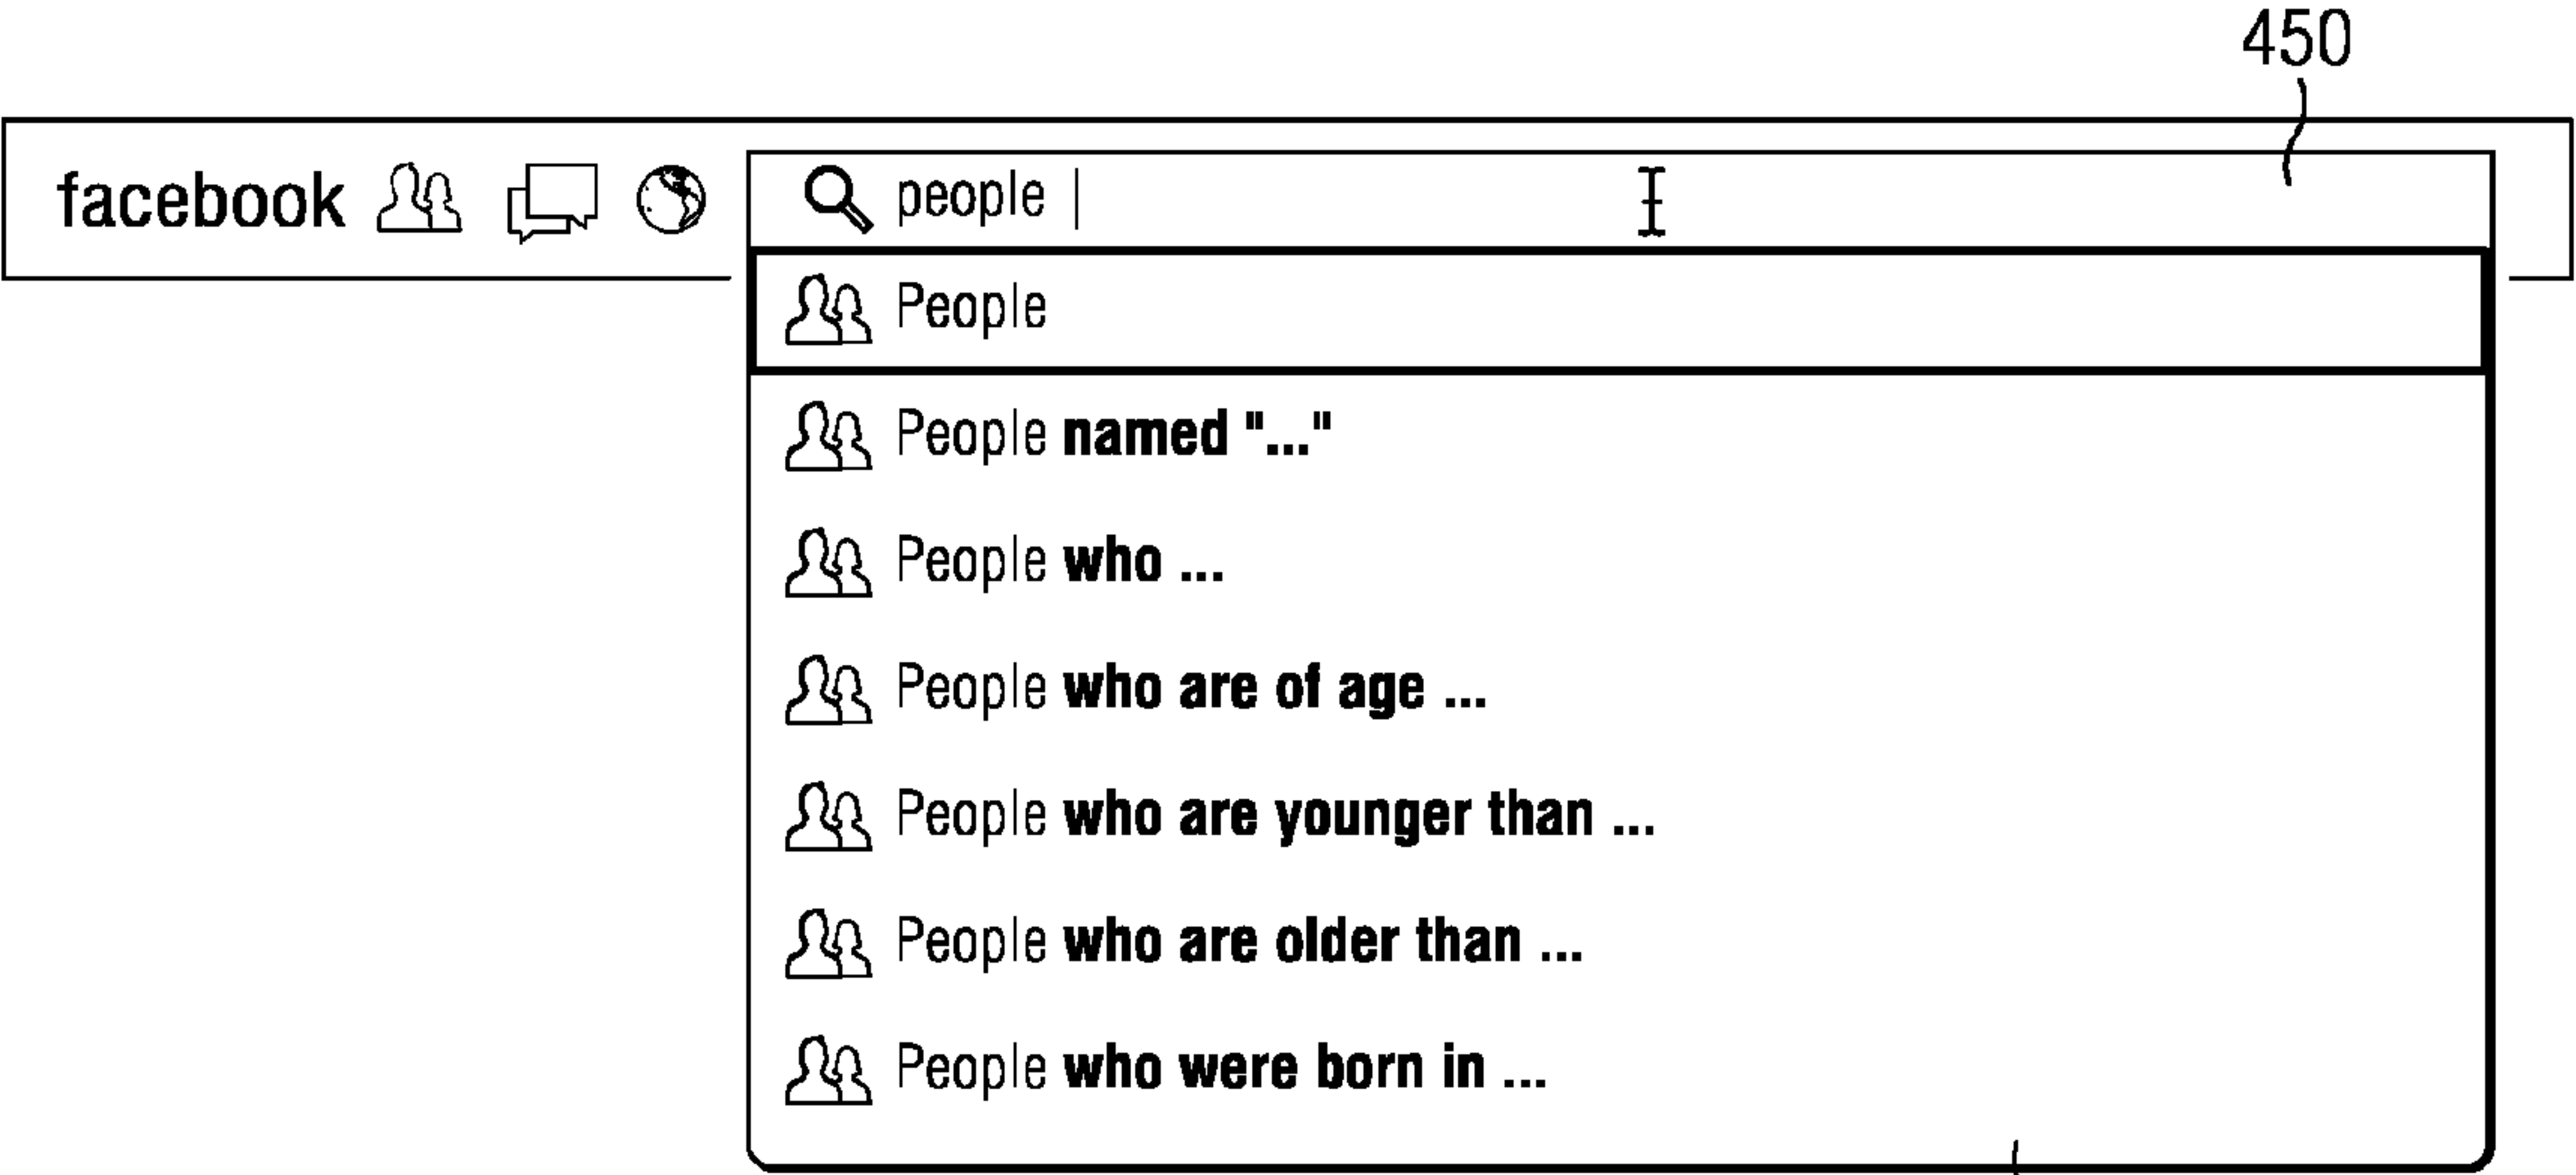 450
facebook people
People
People named "..."
People who ...
People who are of age ...
People who are younger than ...
People who are older than ...
People who were born in ...